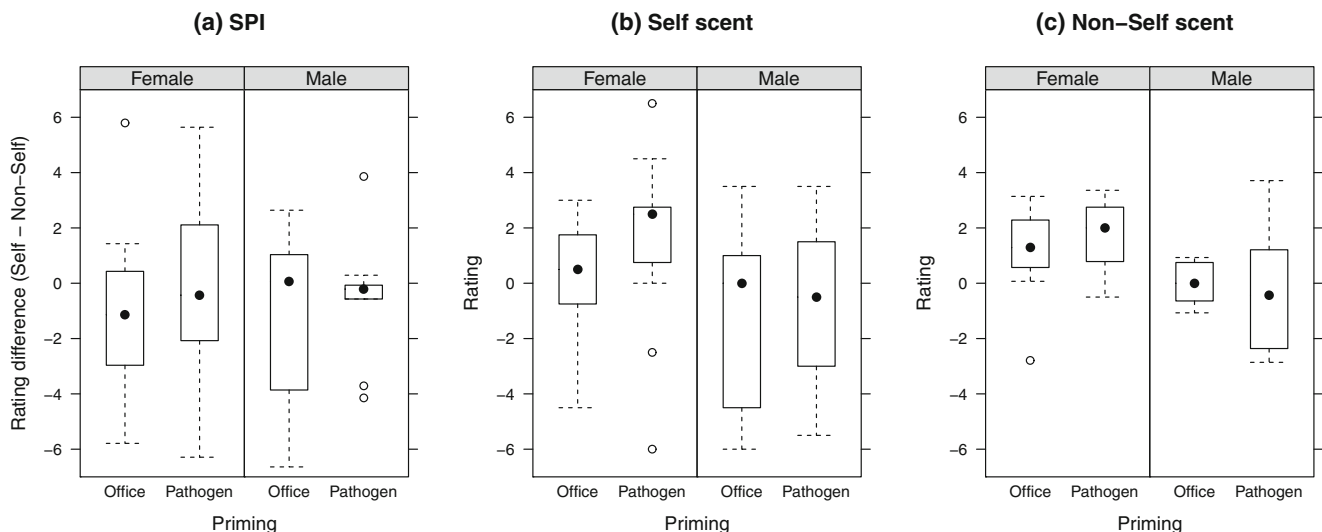 (a) SPI
Female Male
Rating difference (Self − Non−Self)
6
4
2
0
−2
−4
−6
Office Pathogen Office Pathogen
Priming
(b) Self scent
Female Male
Rating
6
4
2
0
−2
−4
−6
Office Pathogen Office Pathogen
Priming
(c) Non−Self scent
Female Male
Rating
6
4
2
0
−2
−4
−6
Office Pathogen Office Pathogen
Priming